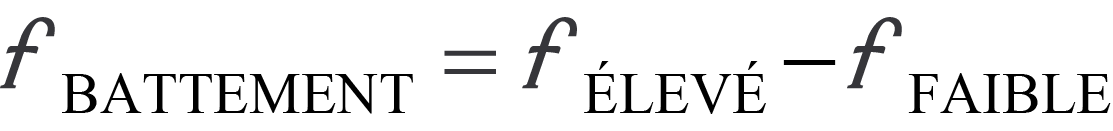 f BATTEMENT = f ÉLEVÉ – f FAIBLE